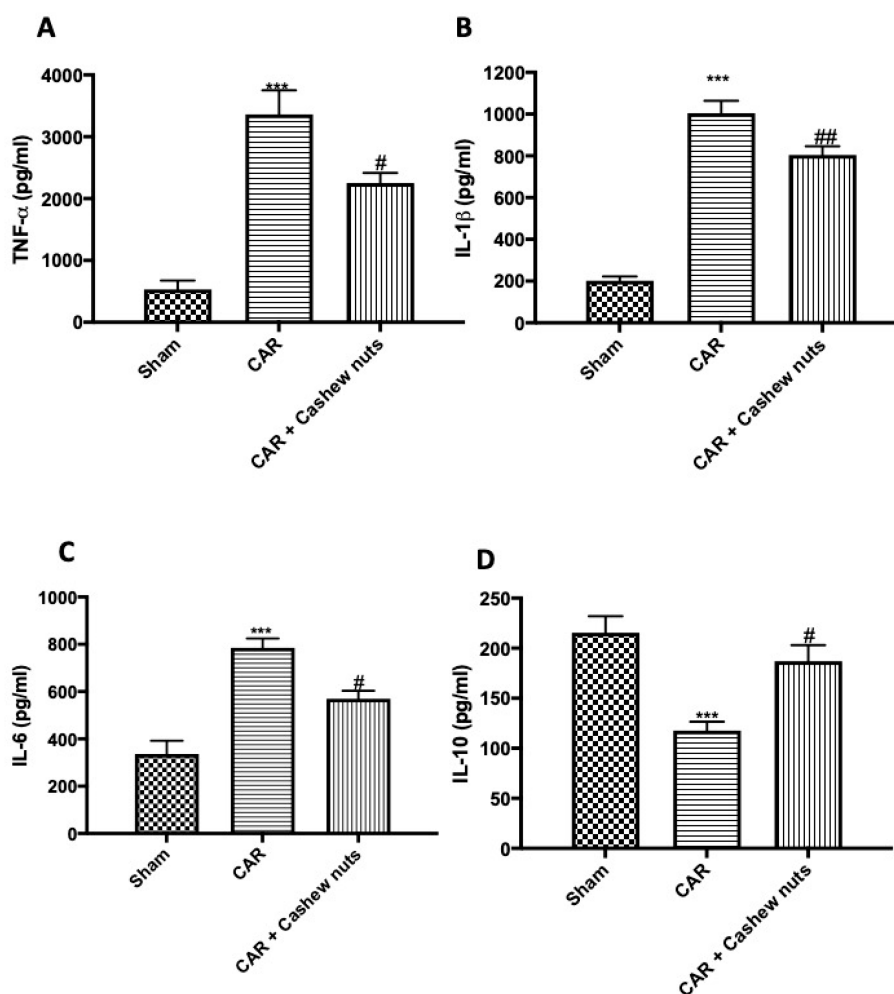 A
TNF-α (pg/ml)
4000
3000
2000
1000
0
***
#
Sham
CAR
CAR + Cashew nuts
B
IL-1β (pg/ml)
1200
1000
800
600
400
200
0
***
##
Sham
CAR
CAR + Cashew nuts
C
IL-6 (pg/ml)
1000
800
600
400
200
0
***
#
Sham
CAR
CAR + Cashew nuts
D
IL-10 (pg/ml)
250
200
150
100
50
0
***
#
Sham
CAR
CAR + Cashew nuts